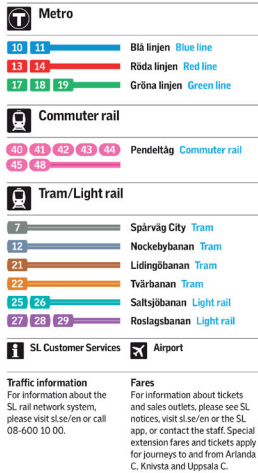 T Metro
10 11 Blå linjen Blue line
13 14 Röda linjen Red line
17 18 19 Gröna linjen Green line
Commuter rail
40 41 42 43 44 Pendeltåg Commuter rail
45 48
Tram/Light rail
7 Spårväg City Tram
12 Nockebybanan Tram
21 Lidingöbanan Tram
22 Tvärbanan Tram
25 26 Saltsjöbanan Light rail
27 28 29 Roslagsbanan Light rail
i SL Customer Services Airport
Traffic information
For information about the
SL rail network system,
please visit sl.se/en or call
08-600 10 00.
Fares
For information about tickets
and sales outlets, please see SL
notices, visit sl.se/en or the SL
app, or contact the staff. Special
extension fares and tickets apply
for journeys to and from Arlanda
C, Knivsta and Uppsala C.